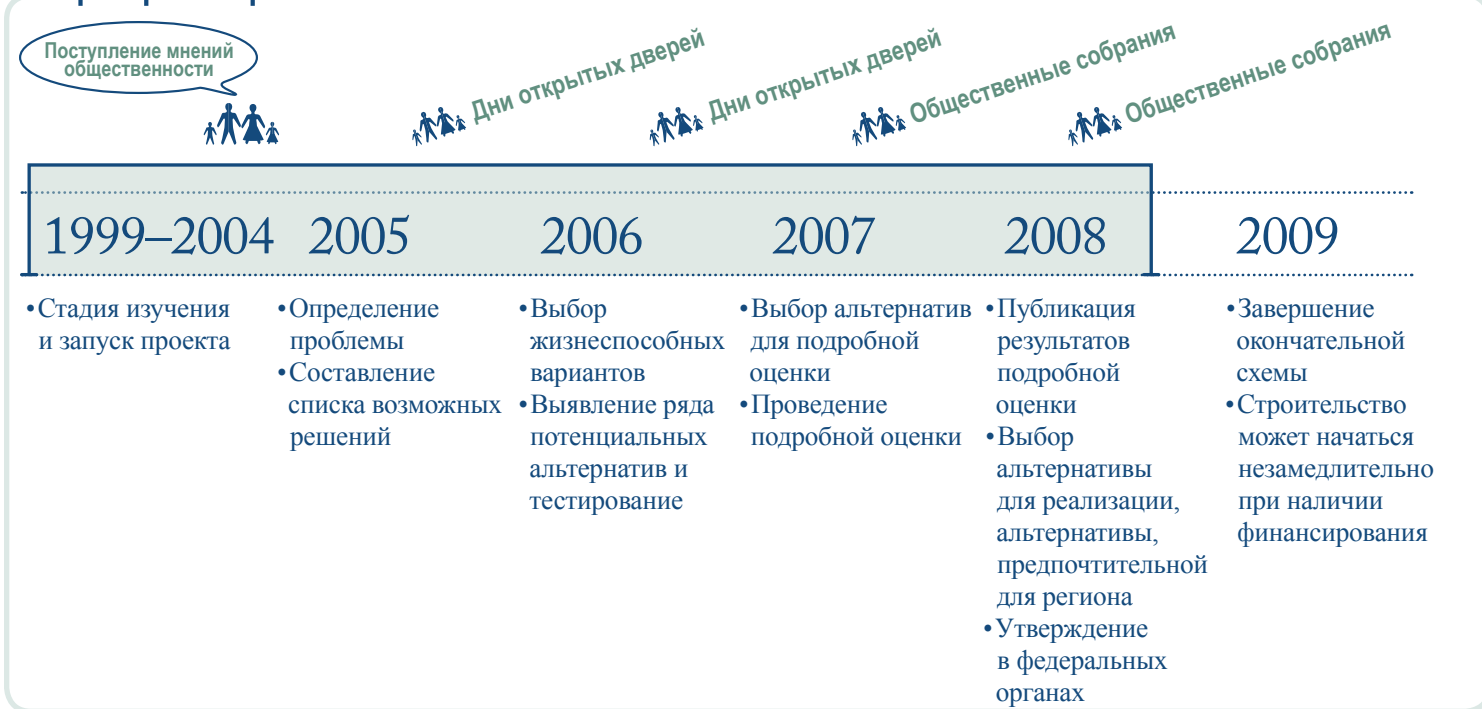 Поступление мнений
общественности
Дни открытых дверей
Дни открытых дверей
Общественные собрания
Общественные собрания
1999–2004
2005
2006
2007
2008
2009
•Стадия изучения
и запуск проекта
•Определение
проблемы
•Составление
списка возможных
решений
•Выбор
жизнеспособных
вариантов
•Выявление ряда
потенциальных
альтернатив и
тестирование
•Выбор альтернатив
для подробной
оценки
•Проведение
подробной оценки
•Публикация
результатов
подробной
оценки
•Выбор
альтернативы
для реализации,
альтернативы,
предпочтительной
для региона
•Утверждение
в федеральных
органах
•Завершение
окончательной
схемы
•Строительство
может начаться
незамедлительно
при наличии
финансирования